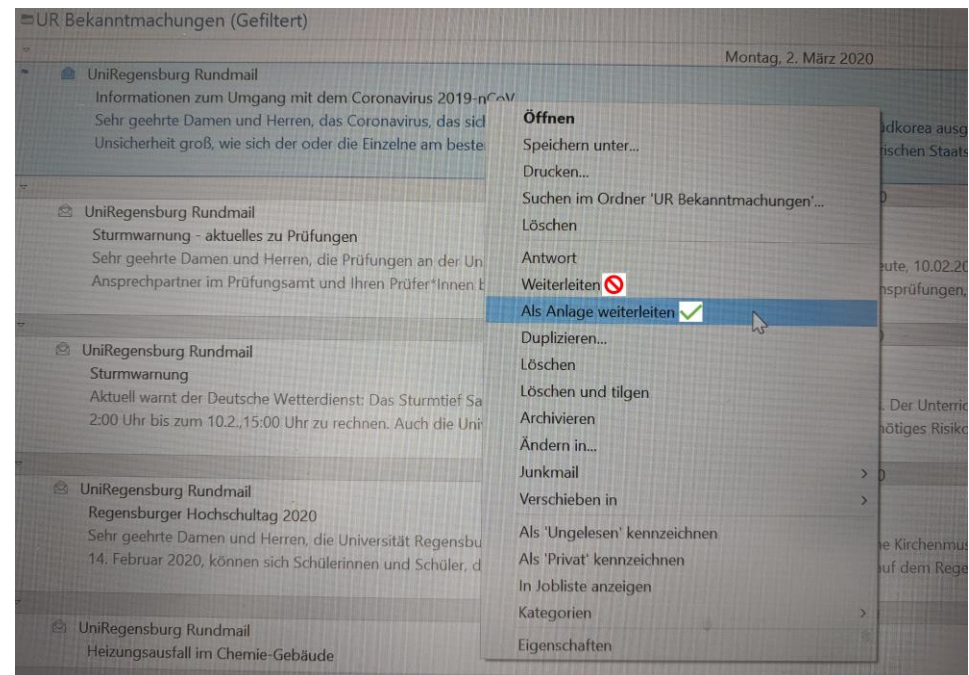 UR Bekanntmachungen (Gefiltert)
Montag, 2. März 2020
UniRegensburg Rundmail
Informationen zum Umgang mit dem Coronavirus 2019-nCoV
Sehr geehrte Damen und Herren, das Coronavirus, das sich
dkorea ausg
Unsicherheit groß, wie sich der oder die Einzelne am beste
rischen Staats
UniRegensburg Rundmail
Sturmwarnung - aktuelles zu Prüfungen
Sehr geehrte Damen und Herren, die Prüfungen an der Un
eute, 10.02.20
Ansprechpartner im Prüfungsamt und Ihren Prüfer*Innen
nsprüfungen,
UniRegensburg Rundmail
Sturmwarnung
Aktuell warnt der Deutsche Wetterdienst: Das Sturmtief Sa
. Der Unterric
2:00 Uhr bis zum 10.2.,15:00 Uhr zu rechnen. Auch die Uni
nötiges Risiko
UniRegensburg Rundmail
Regensburger Hochschultag 2020
Sehr geehrte Damen und Herren, die Universität Regensbu
e Kirchenmus
14. Februar 2020, können sich Schülerinnen und Schüler, d
auf dem Rege
UniRegensburg Rundmail
Heizungsausfall im Chemie-Gebäude
Öffnen
Speichern unter...
Drucken...
Suchen im Ordner 'UR Bekanntmachungen'...
Löschen
Antwort
Weiterleiten
Als Anlage weiterleiten
Duplizieren...
Löschen
Löschen und tilgen
Archivieren
Ändern in...
Junkmail
Verschieben in
Als 'Ungelesen' kennzeichnen
Als 'Privat' kennzeichnen
In Jobliste anzeigen
Kategorien
Eigenschaften